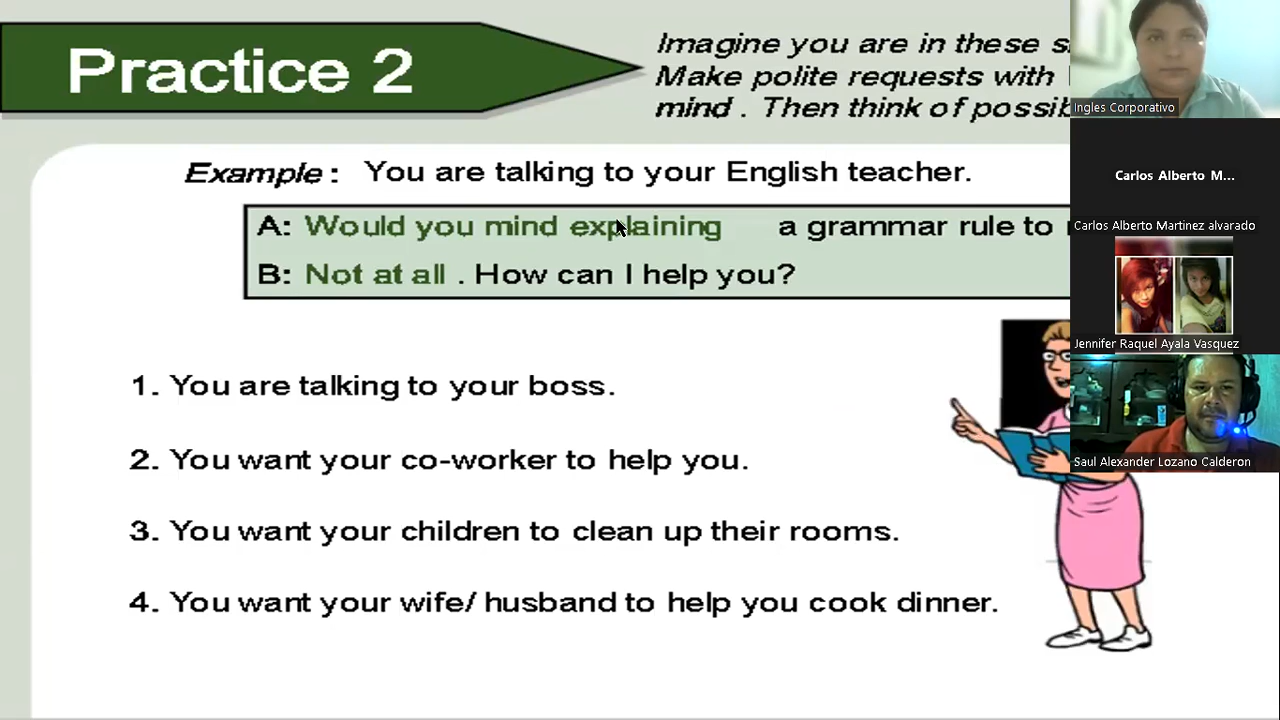 Practice 2
Imagine you are in these
Make polite requests with
mind . Then think of
Example : You are talking to your English teacher.
A: Would you mind explaining a grammar rule to
B: Not at all . How can I help you?
1. You are talking to your boss.
2. You want your co-worker to help you.
3. You want your children to clean up their rooms.
4. You want your wife/ husband to help you cook dinner.
Ingles Corporativo
Carlos Alberto M...
Carlos Alberto Martinez alvarado
Jennifer Raquel Ayala Vasquez
Saul Alexander Lozano Calderon